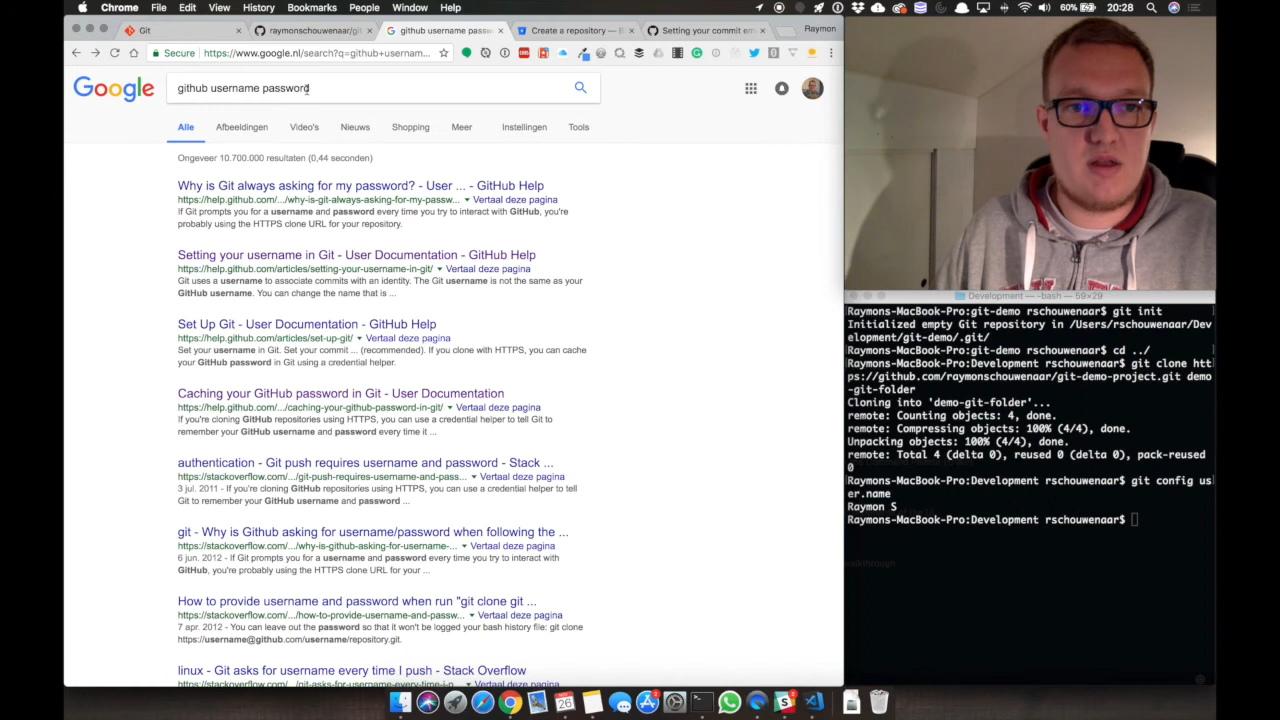 Chrome File Edit View History Bookmarks People Window Help
60% 20:28
Git
raymonschouwenaar/
github username passw
Create a repository — B
Setting your commit em
Raymon
Secure https://www.google.nl/search?q=github+usernam...
Google
github username password
Alle Afbeeldingen Video's Nieuws Shopping Meer Instellingen Tools
Ongeveer 10.700.000 resultaten (0,44 seconden)
Why is Git always asking for my password? - User ... - GitHub Help
https://help.github.com/.../why-is-git-always-asking-for-my-passw... Vertaal deze pagina
If Git prompts you for a username and password every time you try to interact with GitHub, you're
probably using the HTTPS clone URL for your repository.
Setting your username in Git - User Documentation - GitHub Help
https://help.github.com/articles/setting-your-username-in-git/ Vertaal deze pagina
Git uses a username to associate commits with an identity. The Git username is not the same as your
GitHub username. You can change the name that is ...
Set Up Git - User Documentation - GitHub Help
https://help.github.com/articles/set-up-git/ Vertaal deze pagina
Set your username in Git. Set your commit ... (recommended). If you clone with HTTPS, you can cache
your GitHub password in Git using a credential helper.
Caching your GitHub password in Git - User Documentation
https://help.github.com/.../caching-your-github-password-in-git/ Vertaal deze pagina
If you're cloning GitHub repositories using HTTPS, you can use a credential helper to tell Git to
remember your GitHub username and password every time it ...
authentication - Git push requires username and password - Stack ...
https://stackoverflow.com/.../git-push-requires-username-and-pass... Vertaal deze pagina
3 jul. 2011 - If you're cloning GitHub repositories using HTTPS, you can use a credential helper to tell
Git to remember your GitHub username and password ...
git - Why is Github asking for username/password when following the ...
https://stackoverflow.com/.../why-is-github-asking-for-username-... Vertaal deze pagina
6 jun. 2012 - If Git prompts you for a username and password every time you try to interact with
GitHub, you're probably using the HTTPS clone URL for your ...
How to provide username and password when run "git clone git ...
https://stackoverflow.com/.../how-to-provide-username-and-passw... Vertaal deze pagina
7 apr. 2012 - You can leave out the password so that it won't be logged your bash history file: git clone
https://username@github.com/username/repository.git.
linux - Git asks for username every time I push - Stack Overflow
https://stackoverflow.com/.../git-asks-for-username-every-time-i-p... Vertaal deze pagina
Development — -bash — 59×29
Raymons-MacBook-Pro:git-demo rschouwenaar$ git init
Initialized empty Git repository in /Users/rschouwenaar/Dev
elopment/git-demo/.git/
Raymons-MacBook-Pro:git-demo rschouwenaar$ cd ../
Raymons-MacBook-Pro:Development rschouwenaar$ git clone htt
ps://github.com/raymonschouwenaar/git-demo-project.git demo
-git-folder
Cloning into 'demo-git-folder'...
remote: Counting objects: 4, done.
remote: Compressing objects: 100% (4/4), done.
Unpacking objects: 100% (4/4), done.
remote: Total 4 (delta 0), reused 0 (delta 0), pack-reused
0
Raymons-MacBook-Pro:Development rschouwenaar$ git config us
er.name
Raymon S
Raymons-MacBook-Pro:Development rschouwenaar$